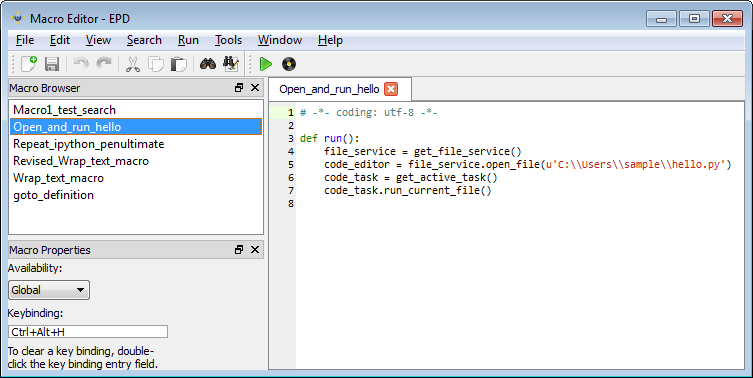 Macro Editor - EPD
File Edit View Search Run Tools Window Help
Macro Browser
Macro1_test_search
Open_and_run_hello
Repeat_ipython_penultimate
Revised_Wrap_text_macro
Wrap_text_macro
goto_definition
Macro Properties
Availability:
Global
Keybinding:
Ctrl+Alt+H
To clear a key binding, double-
click the key binding entry field.
Open_and_run_hello
1 # -*- coding: utf-8 -*-
2
3 def run():
4     file_service = get_file_service()
5     code_editor = file_service.open_file(u'C:\\Users\\sample\\hello.py')
6     code_task = get_active_task()
7     code_task.run_current_file()
8